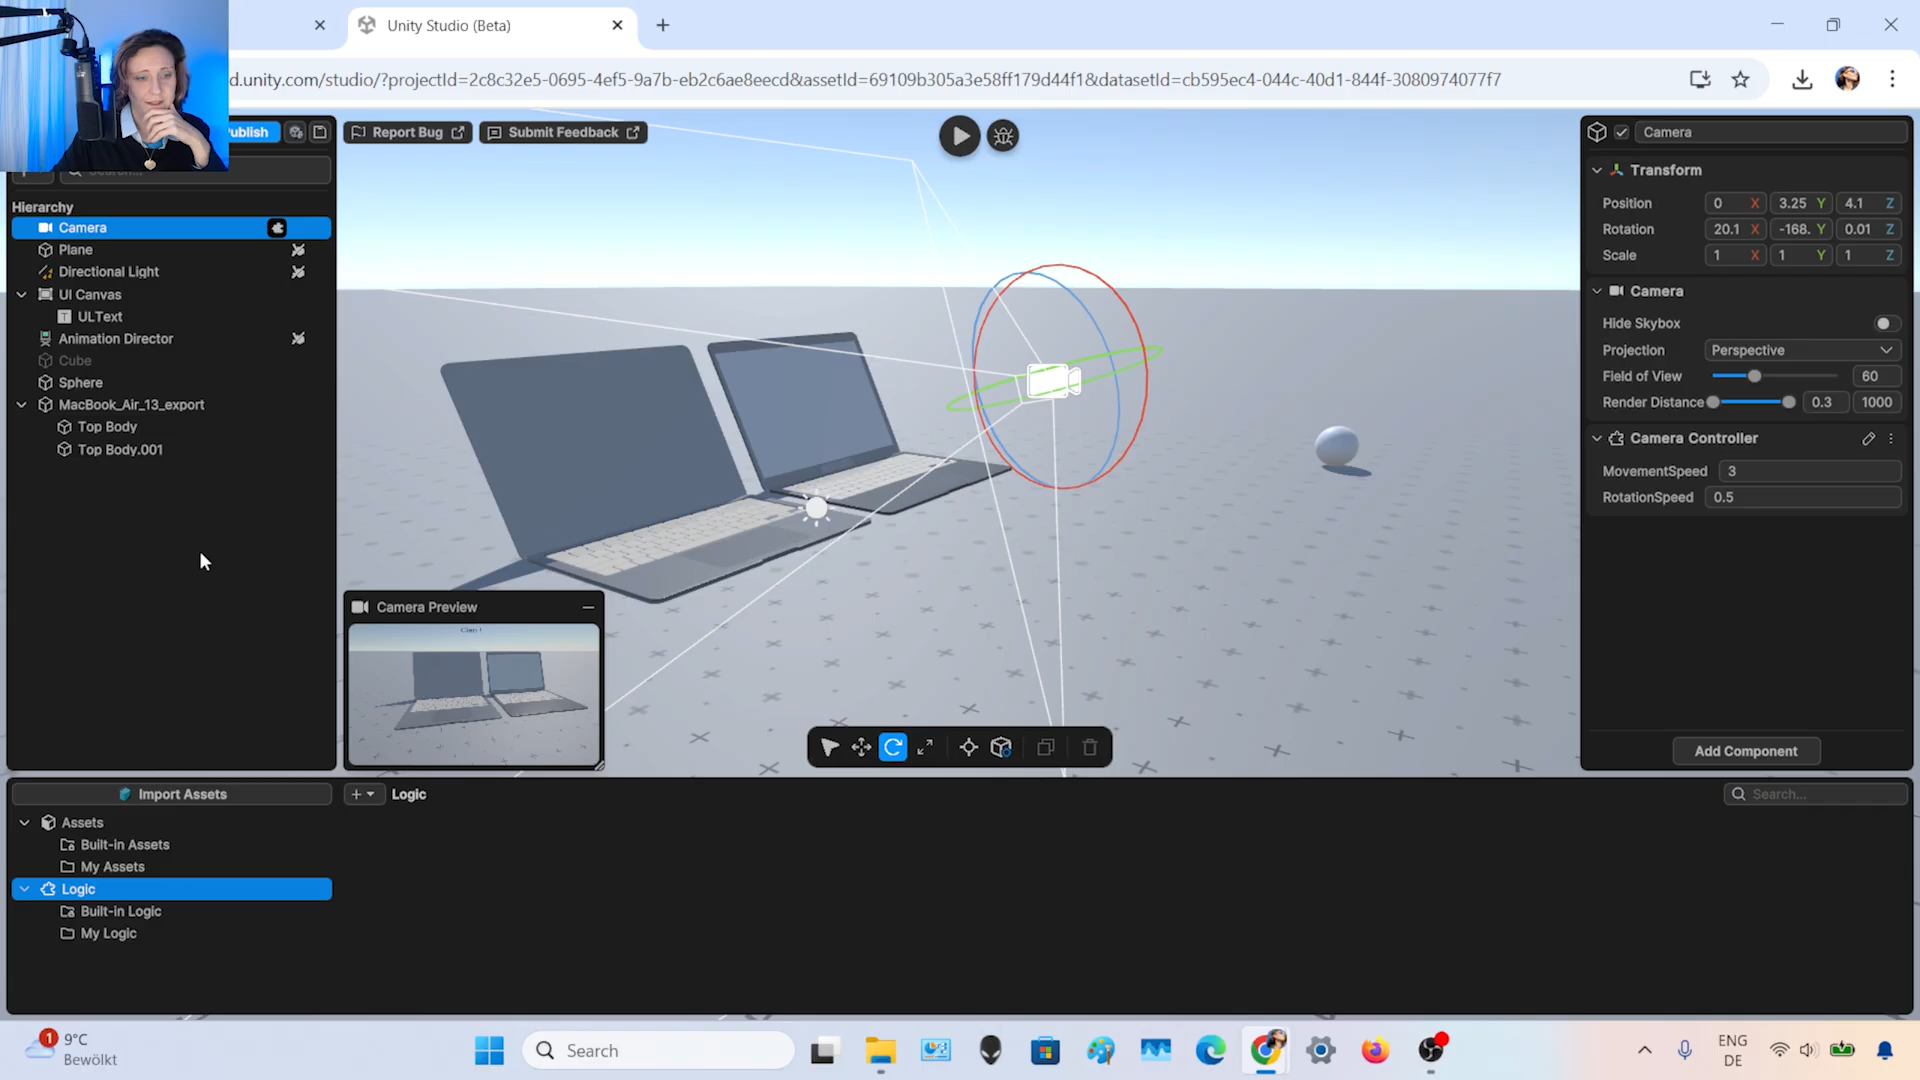 Unity Studio (Beta)
d.unity.com/studio/?projectId=2c8c32e5-0695-4ef5-9a7b-eb2c6ae8eecd&assetId=69109b305a3e58ff179d44f1&datasetId=cb595ec4-044c-40d1-844f-3080974077f7
ublish
Report Bug
Submit Feedback
Hierarchy
Camera
Plane
Directional Light
UI Canvas
ULText
Animation Director
Cube
Sphere
MacBook_Air_13_export
Top Body
Top Body.001
Camera Preview
Camera
Transform
Position 0 X 3.25 Y 4.1 Z
Rotation 20.1 X -168. Y 0.01 Z
Scale 1 X 1 Y 1 Z
Camera
Hide Skybox
Projection Perspective
Field of View 60
Render Distance 0.3 1000
Camera Controller
MovementSpeed 3
RotationSpeed 0.5
Add Component
Import Assets
Logic
Search...
Assets
Built-in Assets
My Assets
Logic
Built-in Logic
My Logic
1
9°C
Bewölkt
Search
ENG
DE